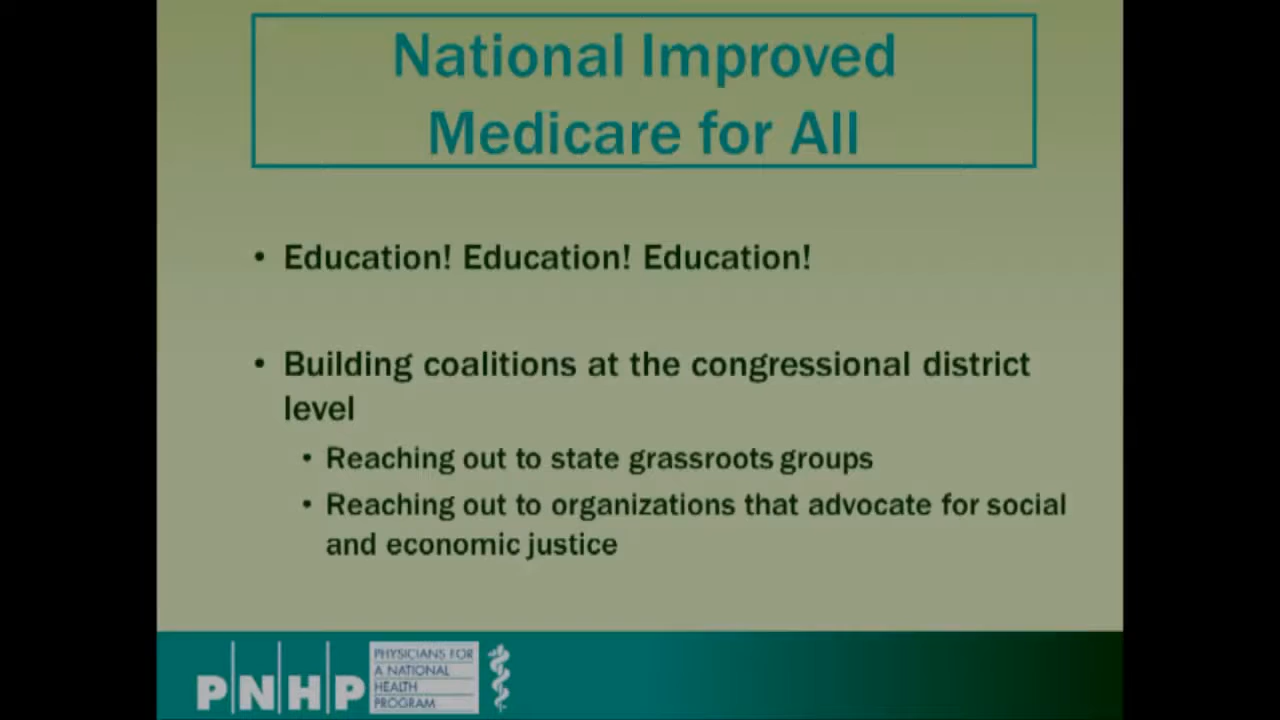 National Improved
Medicare for All
• Education! Education! Education!
• Building coalitions at the congressional district
level
• Reaching out to state grassroots groups
• Reaching out to organizations that advocate for social
and economic justice
PNHP
PHYSICIANS FOR
A NATIONAL
HEALTH
PROGRAM